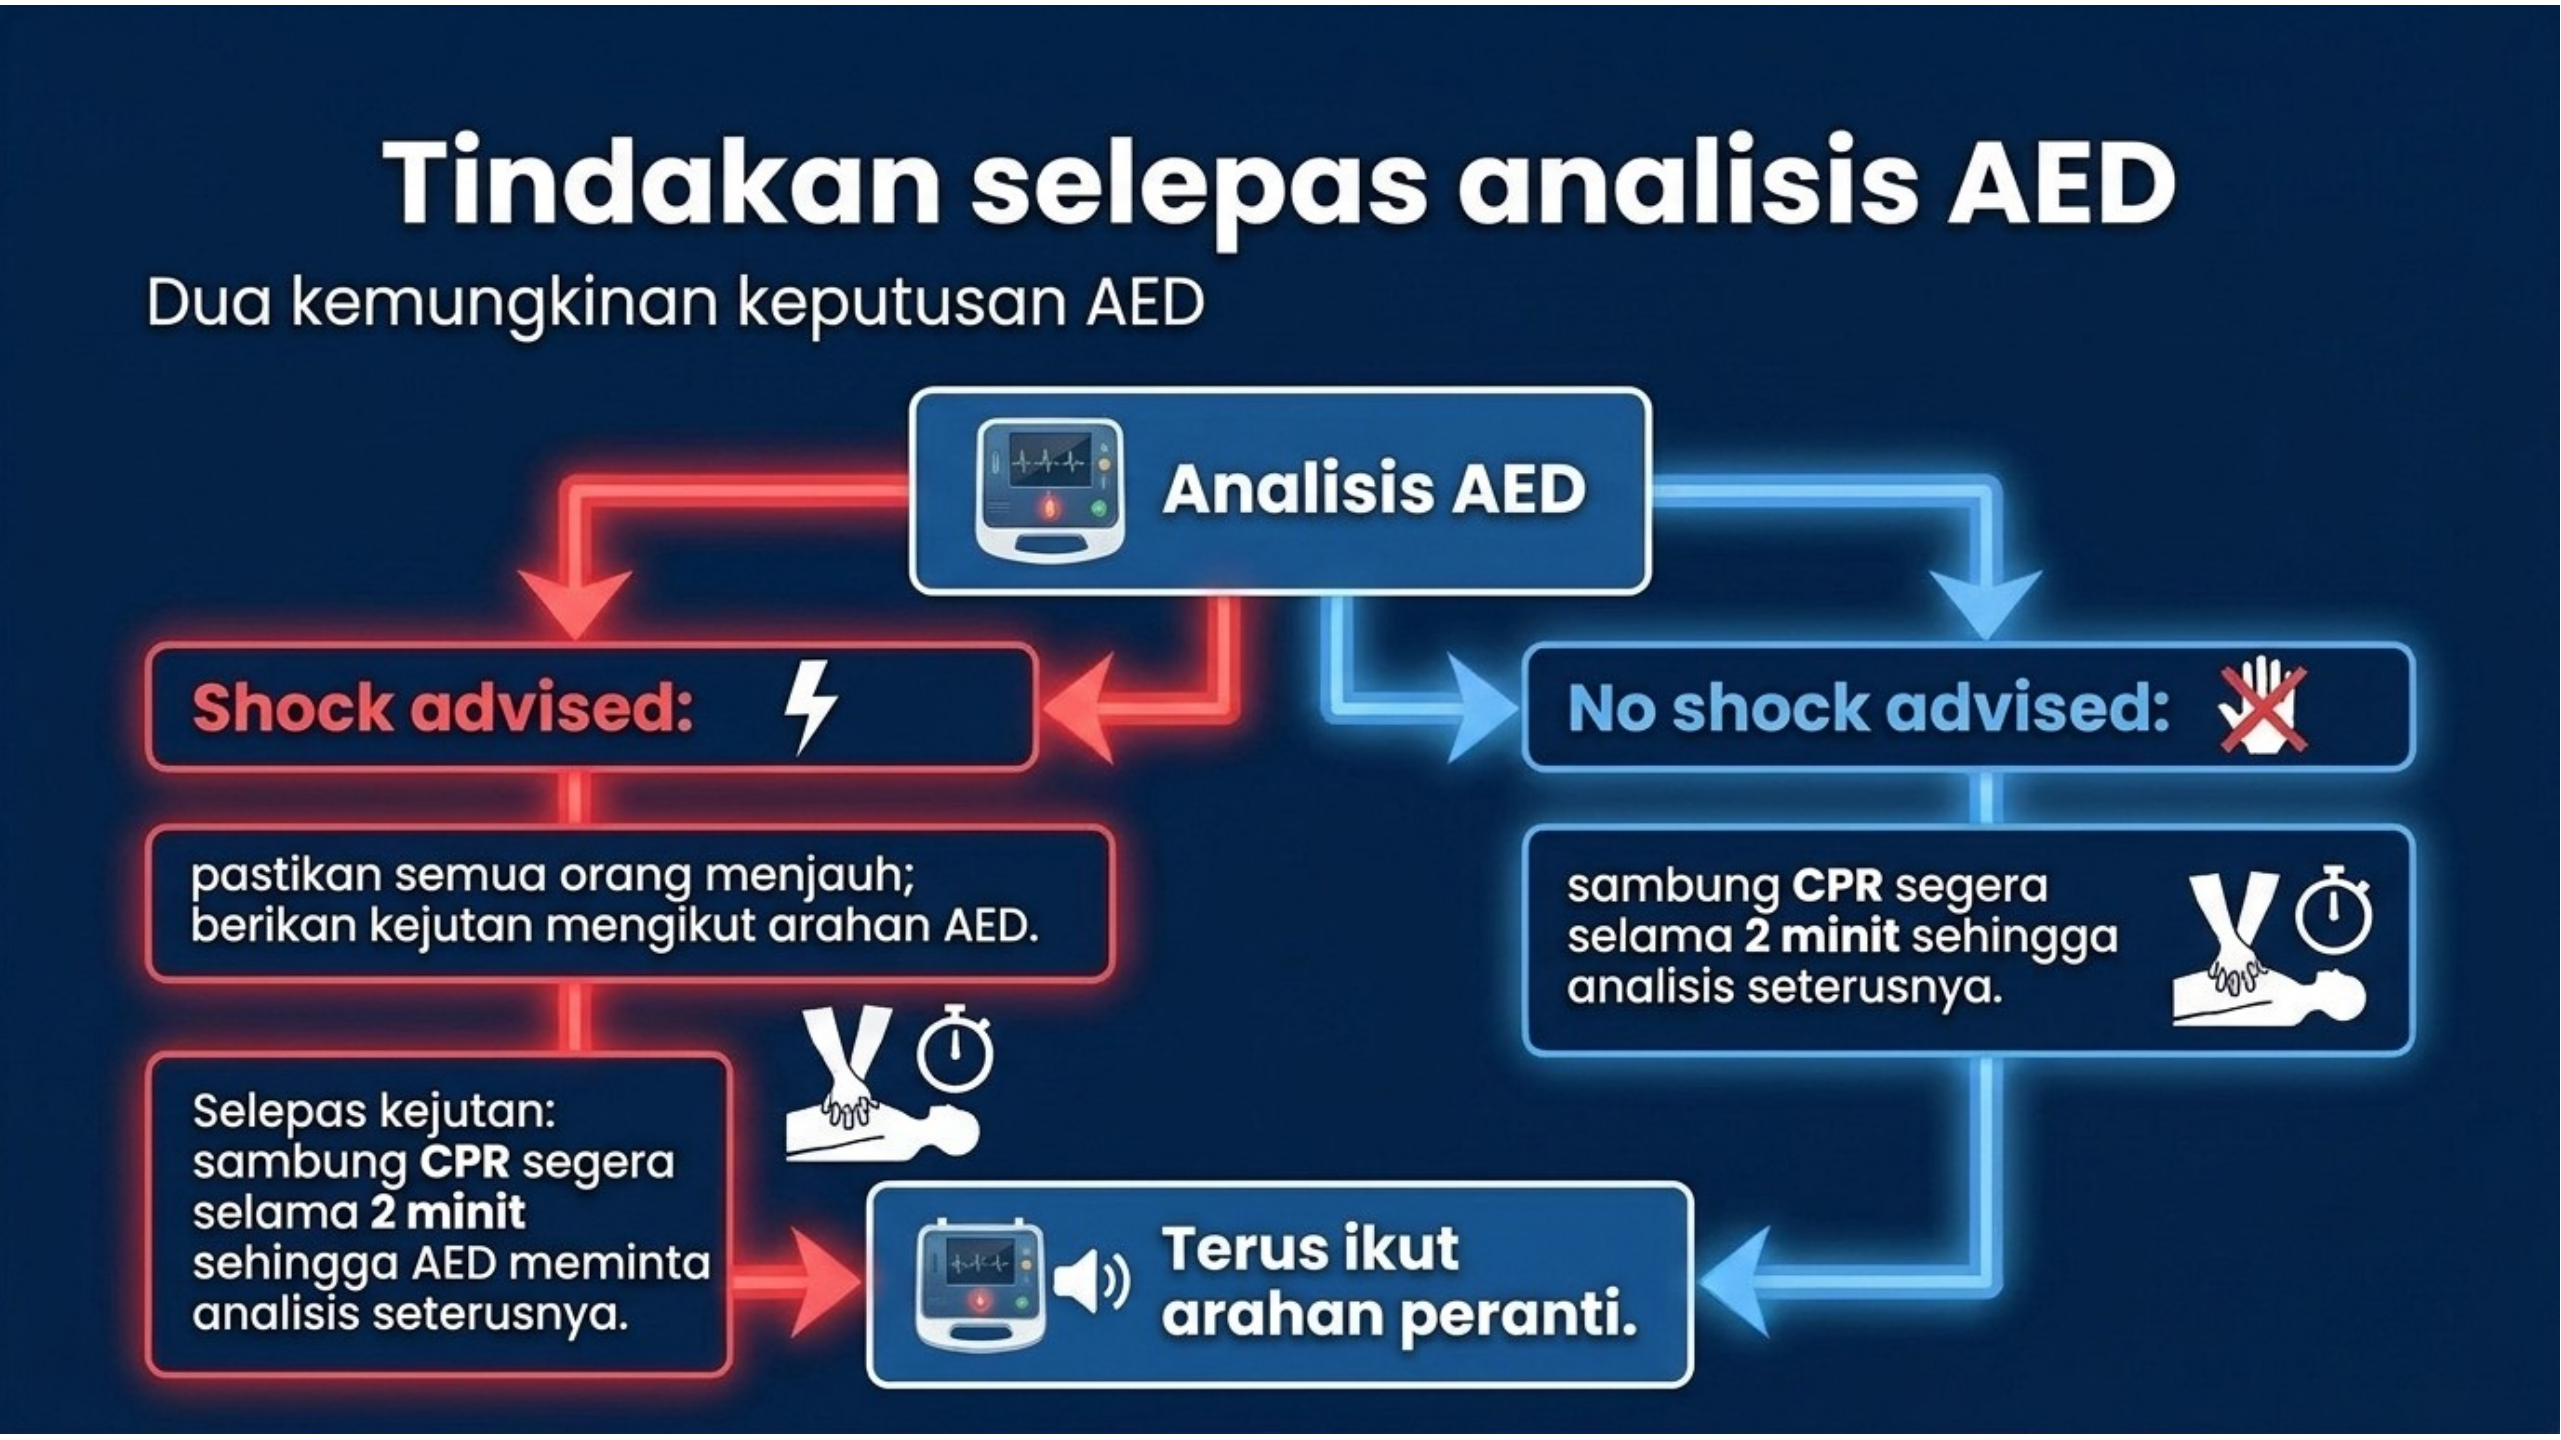 Tindakan selepas analisis AED
Dua kemungkinan keputusan AED
Analisis AED
Shock advised:
No shock advised:
pastikan semua orang menjauh;
berikan kejutan mengikut arahan AED.
sambung CPR segera
selama 2 minit sehingga
analisis seterusnya.
Selepas kejutan:
sambung CPR segera
selama 2 minit
sehingga AED meminta
analisis seterusnya.
Terus ikut
arahan peranti.